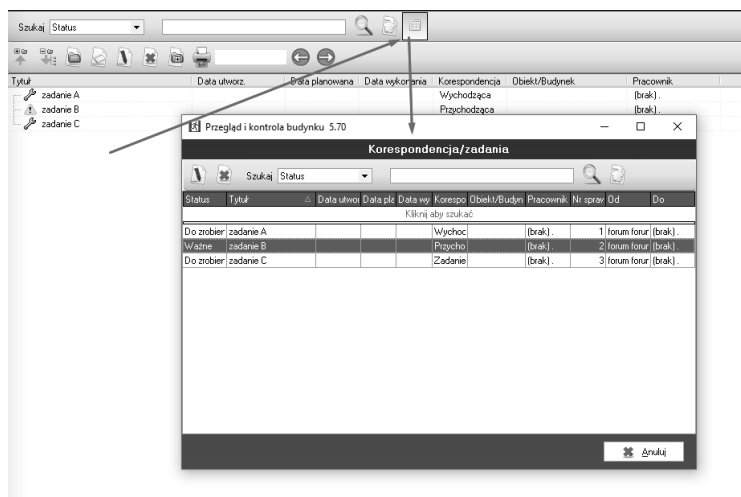 Szukaj Status
Tytuł Data utworz. Data planowana Data wykonania Korespondencja Obiekt/Budynek Pracownik
zadanie A Wychodząca (brak) .
zadanie B Przychodząca (brak) .
zadanie C
Przegląd i kontrola budynku 5.70
Korespondencja/zadania
Szukaj Status
Status Tytuł Data utwor Data pla Data wy Korespo Obiekt/Budyn Pracownik Nr spraw Od Do
Kliknij aby szukać
Do zrobier zadanie A Wychoc (brak) . 1 forum forur (brak) .
Ważne zadanie B Przycho (brak) . 2 forum forur (brak) .
Do zrobier zadanie C Zadanie (brak) . 3 forum forur (brak) .
Anuluj